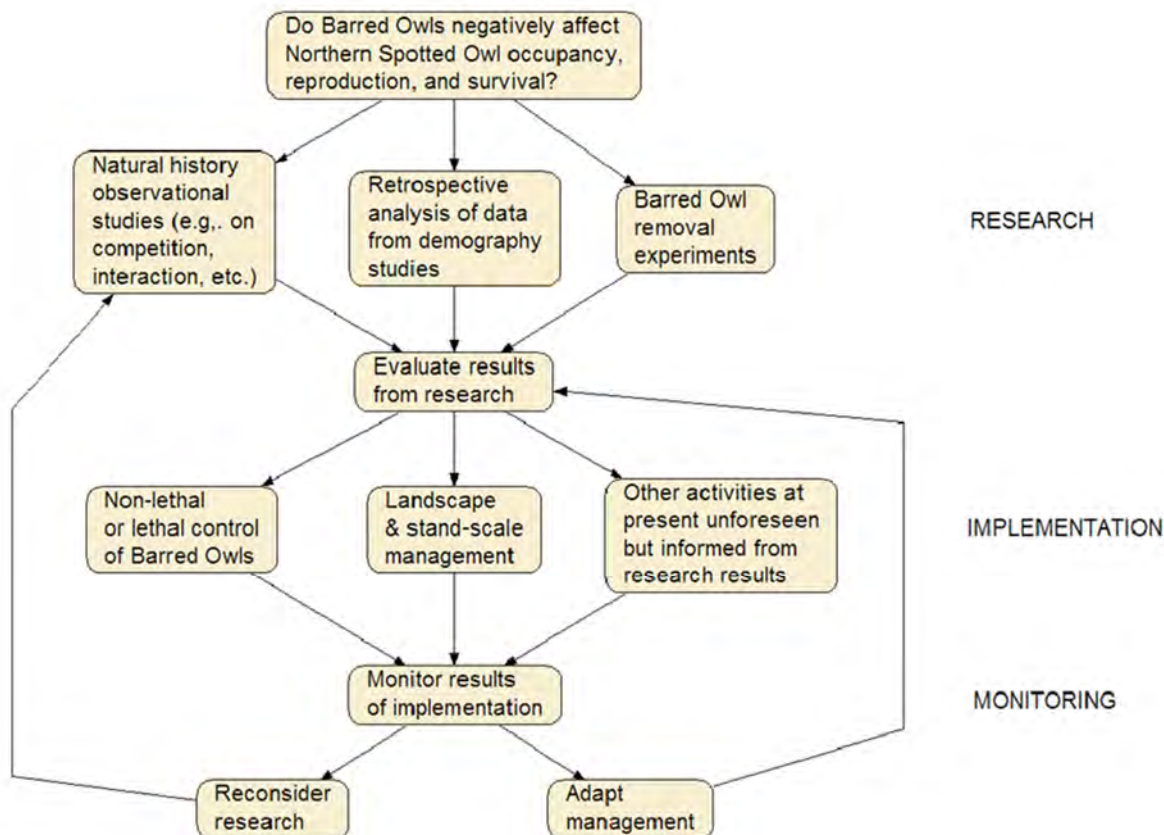 Do Barred Owls negatively affect
Northern Spotted Owl occupancy,
reproduction, and survival?
Natural history
observational
studies (e.g,. on
competition,
interaction, etc.)
Retrospective
analysis of data
from demography
studies
Barred Owl
removal
experiments
RESEARCH
Evaluate results
from research
Non-lethal
or lethal control
of Barred Owls
Landscape
& stand-scale
management
Other activities at
present unforeseen
but informed from
research results
IMPLEMENTATION
Monitor results
of implementation
MONITORING
Reconsider
research
Adapt
management